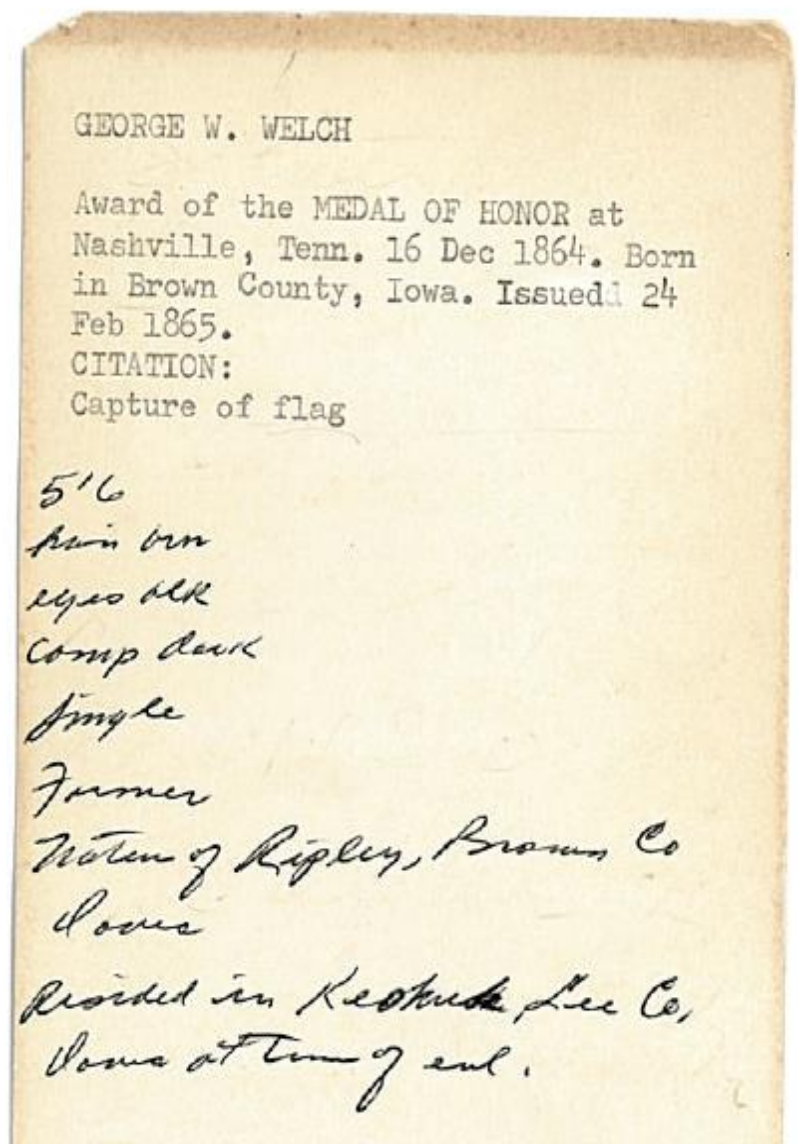 GEORGE W. WELCH
Award of the MEDAL OF HONOR at
Nashville, Tenn. 16 Dec 1864. Born
in Brown County, Iowa. Issued 24
Feb 1865.
CITATION:
Capture of flag
5'6
hair brn
eyes blk
comp dark
single
Farmer
Native of Ripley, Brown Co
Iowa
Resided in Keokuk Lee Co,
Iowa at time of enl.